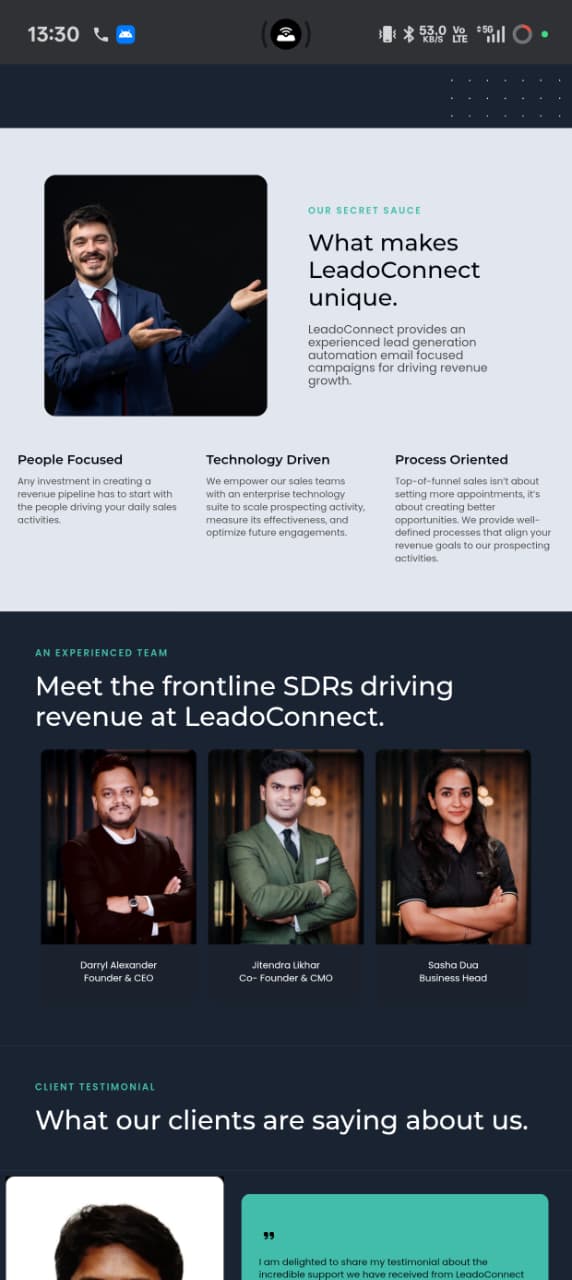 13:30
53.0
KB/S
Vo
LTE
5G
OUR SECRET SAUCE
What makes
LeadoConnect
unique.
LeadoConnect provides an
experienced lead generation
automation email focused
campaigns for driving revenue
growth.
People Focused
Any investment in creating a
revenue pipeline has to start with
the people driving your daily sales
activities.
Technology Driven
We empower our sales teams
with an enterprise technology
suite to scale prospecting activity,
measure its effectiveness, and
optimize future engagements.
Process Oriented
Top-of-funnel sales isn't about
setting more appointments, it's
about creating better
opportunities. We provide well-
defined processes that align your
revenue goals to our prospecting
activities.
AN EXPERIENCED TEAM
Meet the frontline SDRs driving
revenue at LeadoConnect.
Darryl Alexander
Founder & CEO
Jitendra Likhar
Co- Founder & CMO
Sasha Dua
Business Head
CLIENT TESTIMONIAL
What our clients are saying about us.
"
I am delighted to share my testimonial about the
incredible support we have received from LeadoConnect